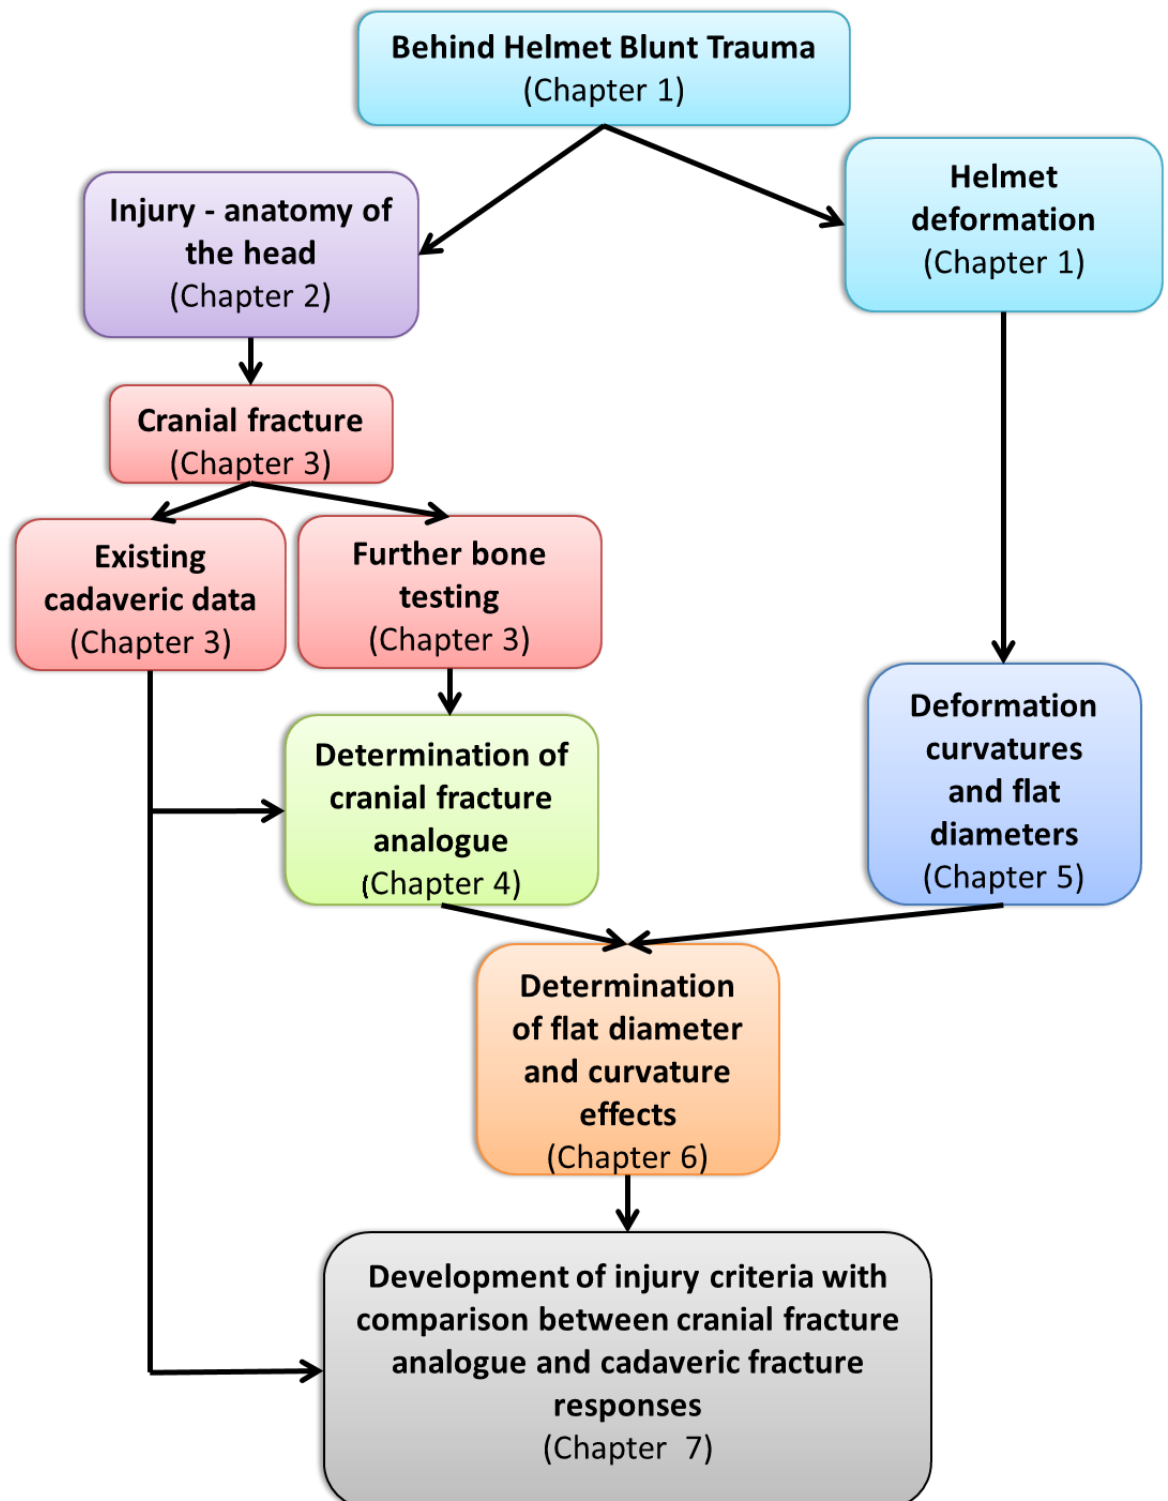 Behind Helmet Blunt Trauma
(Chapter 1)
Helmet
deformation
(Chapter 1)
Injury - anatomy of
the head
(Chapter 2)
Cranial fracture
(Chapter 3)
Existing
cadaveric data
(Chapter 3)
Further bone
testing
(Chapter 3)
Determination of
cranial fracture
analogue
(Chapter 4)
Deformation
curvatures
and flat
diameters
(Chapter 5)
Determination
of flat diameter
and curvature
effects
(Chapter 6)
Development of injury criteria with
comparison between cranial fracture
analogue and cadaveric fracture
responses
(Chapter  7)